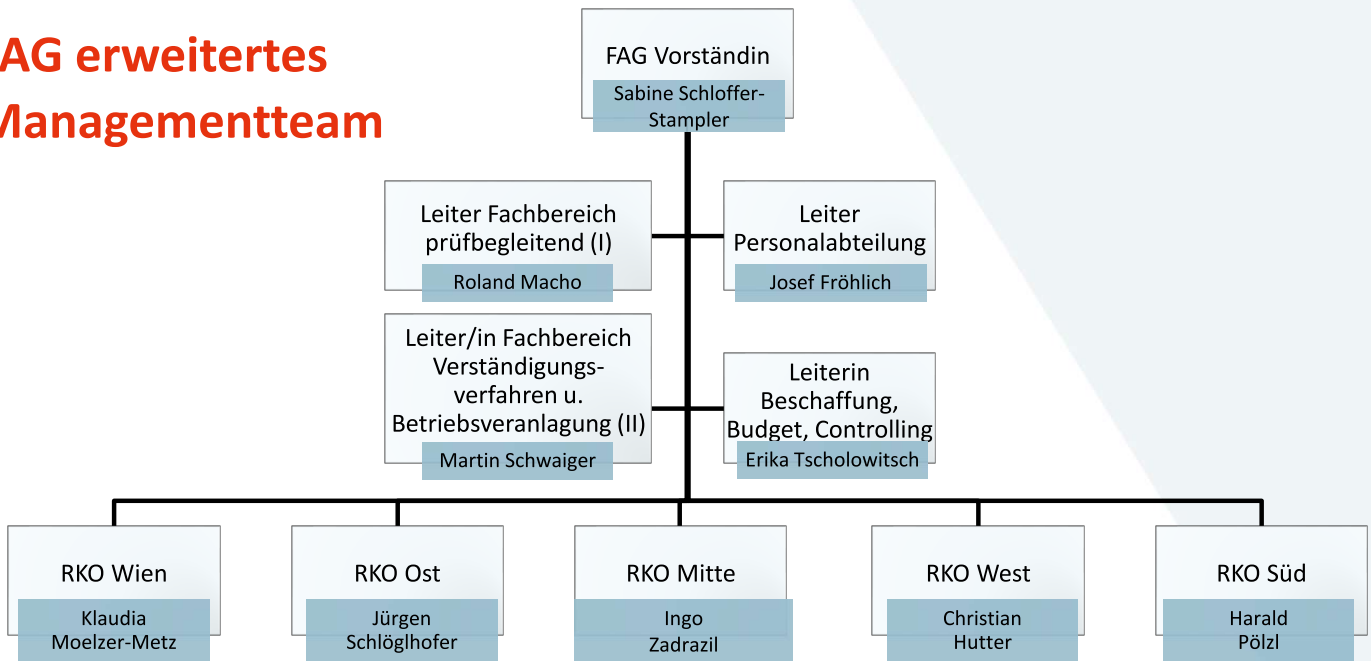 AG erweitertes
Managementteam
FAG Vorständin
Sabine Schloffer-
Stampler
Leiter Fachbereich
prüfbegleitend (I)
Roland Macho
Leiter
Personalabteilung
Josef Fröhlich
Leiter/in Fachbereich
Verständigungs-
verfahren u.
Betriebsveranlagung (II)
Martin Schwaiger
Leiterin
Beschaffung,
Budget, Controlling
Erika Tscholowitsch
RKO Wien
Klaudia
Moelzer-Metz
RKO Ost
Jürgen
Schlöglhofer
RKO Mitte
Ingo
Zadrazil
RKO West
Christian
Hutter
RKO Süd
Harald
Pölzl